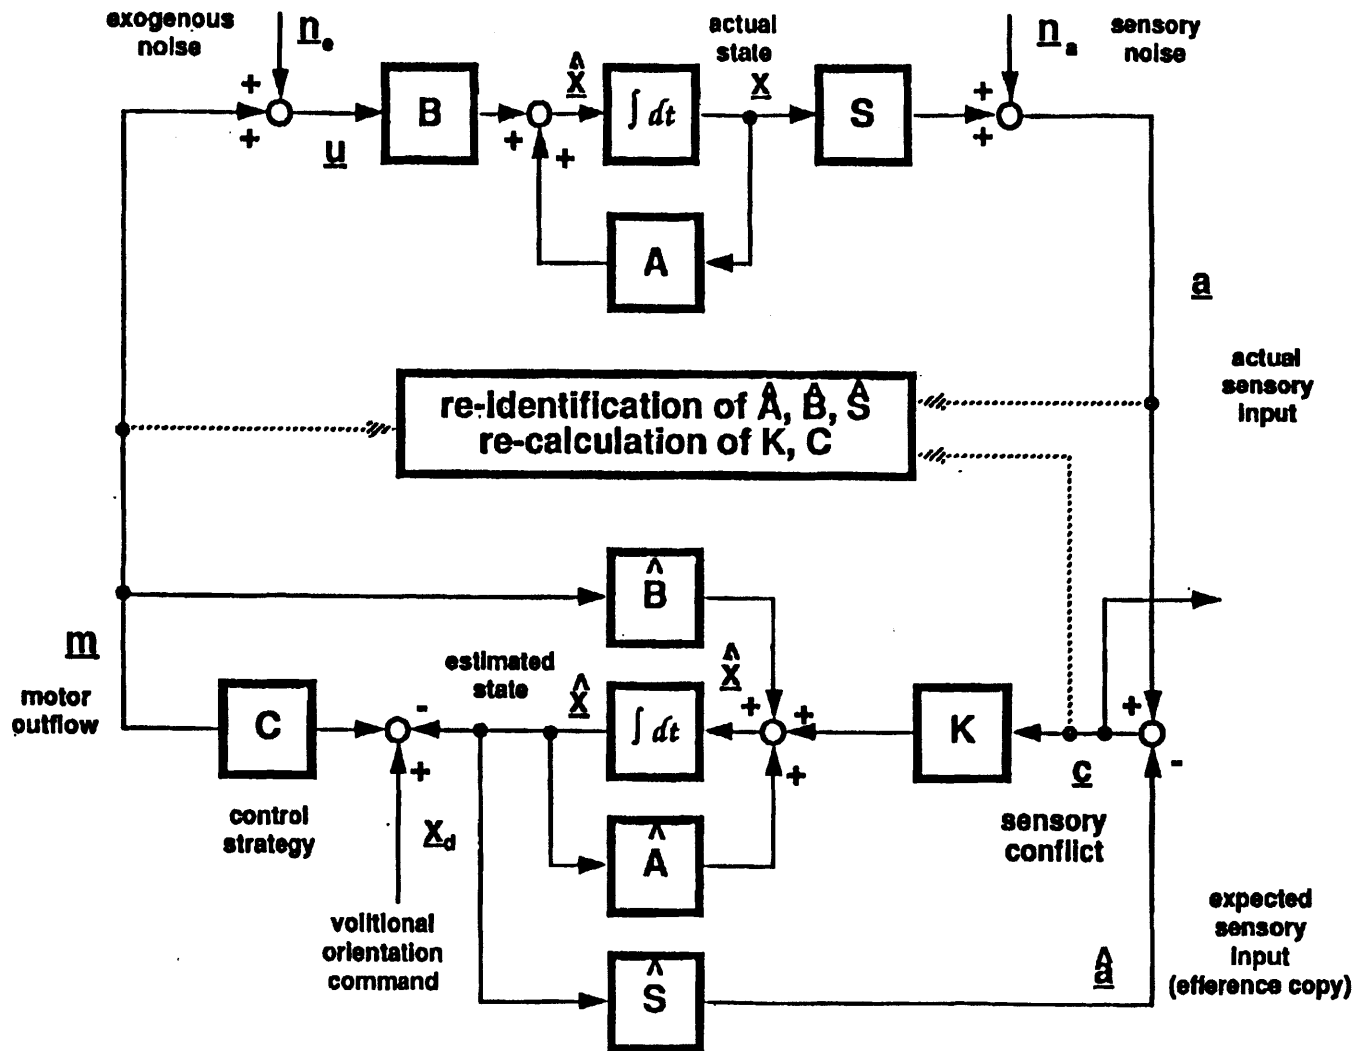 exogenous
noise
n_e
actual
state
n_a
sensory
noise
+
+
u
B
+
x̂
+
∫ dt
x
S
+
+
A
a
actual
sensory
input
re-identification of Â, B̂, Ŝ
re-calculation of K, C
B̂
m
motor
outflow
C
control
strategy
-
+
x_d
volitional
orientation
command
estimated
state
x̂
∫ dt
x̂
+
+
+
Â
Ŝ
K
c
sensory
conflict
+
-
â
expected
sensory
input
(efference copy)